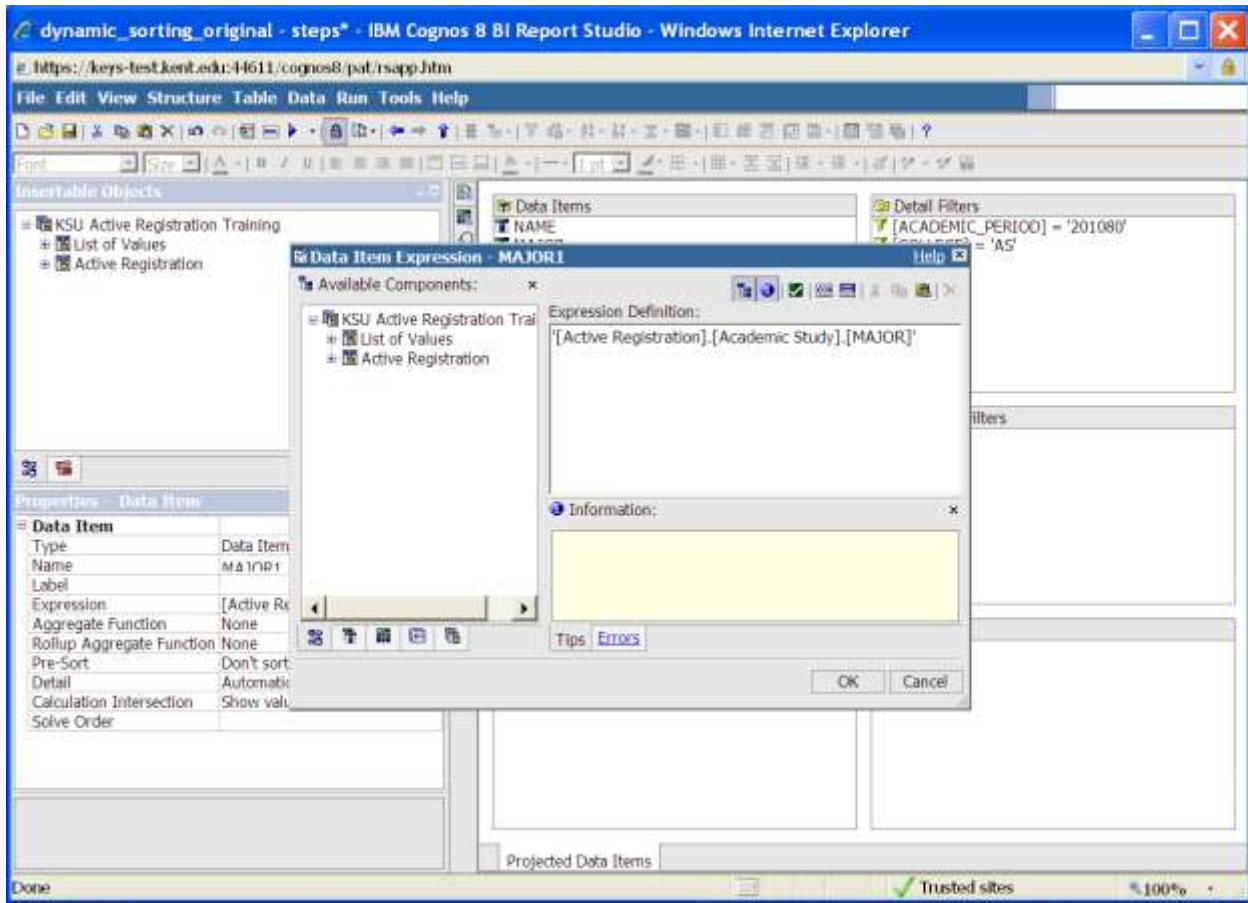 dynamic_sorting_original - steps* - IBM Cognos 8 BI Report Studio - Windows Internet Explorer
https://keys-test.kent.edu:44611/cognos8/pat/rsapp.htm
File Edit View Structure Table Data Run Tools Help
Font Size 1 pt
Insertable Objects
KSU Active Registration Training
List of Values
Active Registration
Data Items
NAME
Detail Filters
[ACADEMIC_PERIOD] = '201080'
= 'AS'
Data Item Expression - MAJOR1 Help
Available Components:
KSU Active Registration Trai
List of Values
Active Registration
Expression Definition:
'[Active Registration].[Academic Study].[MAJOR]'
Information:
Tips Errors
OK Cancel
ilters
Properties - Data Item
Data Item
Type Data Item
Name MAJOR1
Label
Expression [Active Re
Aggregate Function None
Rollup Aggregate Function None
Pre-Sort Don't sort
Detail Automatic
Calculation Intersection Show valu
Solve Order
Projected Data Items
Done Trusted sites 100%